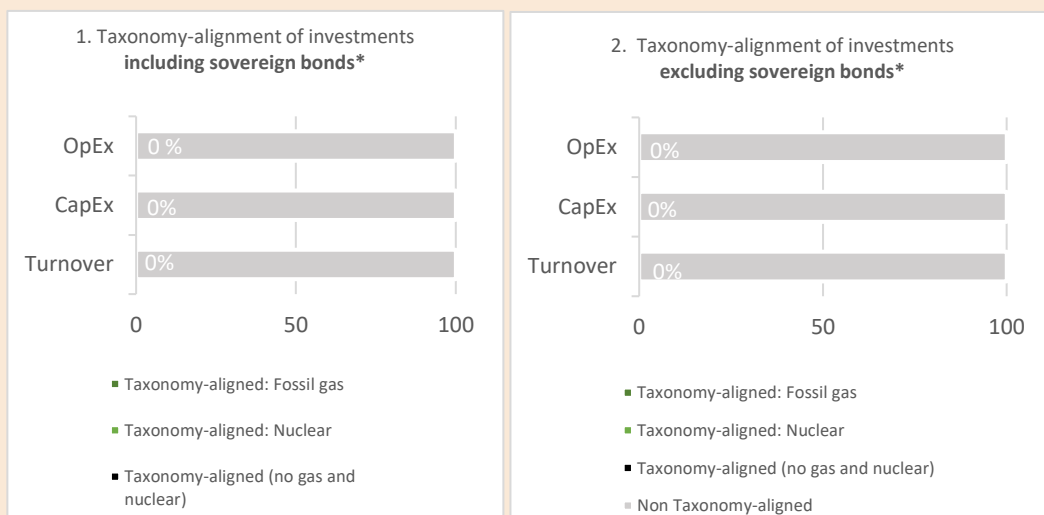 1. Taxonomy-alignment of investments
including sovereign bonds*
OpEx
0 %
CapEx
0%
Turnover
0%
0 50 100
Taxonomy-aligned: Fossil gas
Taxonomy-aligned: Nuclear
Taxonomy-aligned (no gas and
nuclear)
2. Taxonomy-alignment of investments
excluding sovereign bonds*
OpEx
0%
CapEx
0%
Turnover
0%
0 50 100
Taxonomy-aligned: Fossil gas
Taxonomy-aligned: Nuclear
Taxonomy-aligned (no gas and nuclear)
Non Taxonomy-aligned